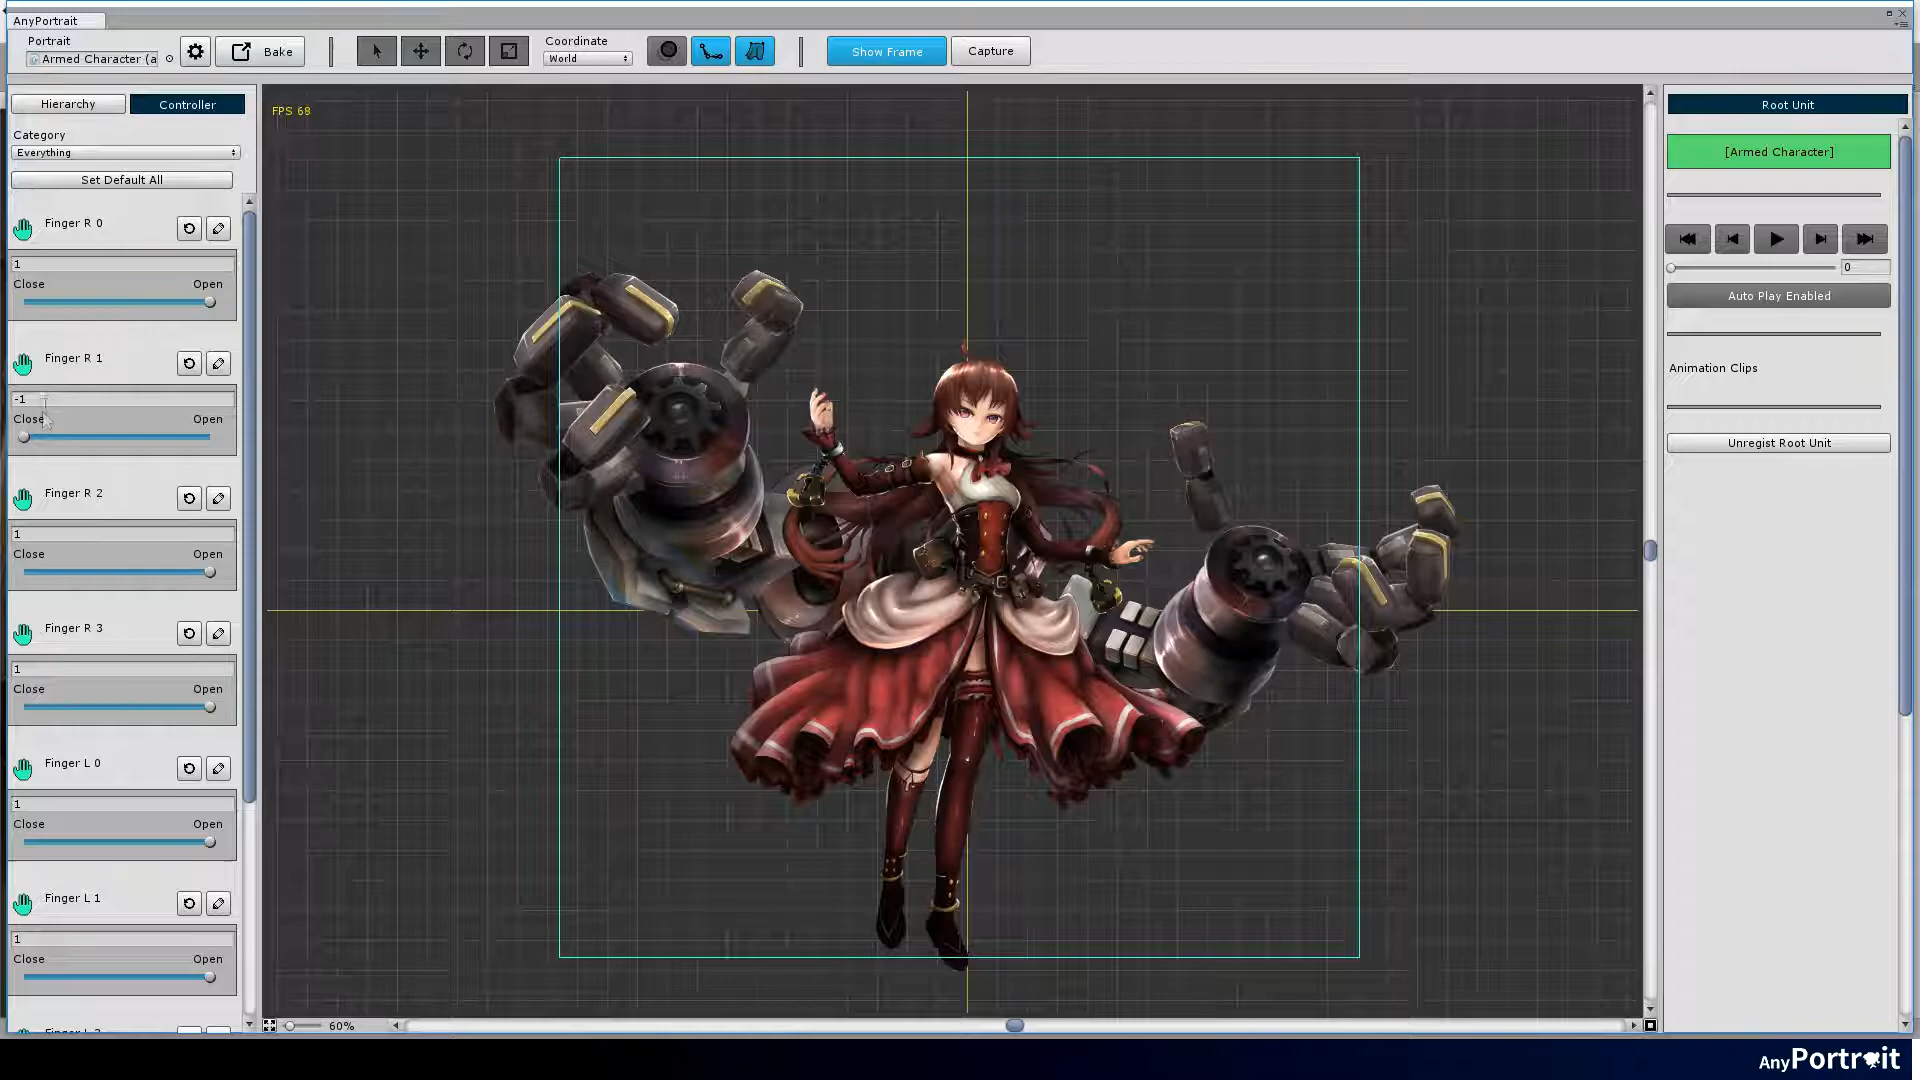 AnyPortrait
Portrait
Armed Character (a
Bake
Coordinate
World
Show Frame
Capture
Hierarchy
Controller
Category
Everything
Set Default All
Finger R 0
1
Close
Open
Finger R 1
-1
Close
Open
Finger R 2
1
Close
Open
Finger R 3
1
Close
Open
Finger L 0
1
Close
Open
Finger L 1
1
Close
Open
FPS 68
60%
Root Unit
[Armed Character]
0
Auto Play Enabled
Animation Clips
Unregist Root Unit
AnyPortrait